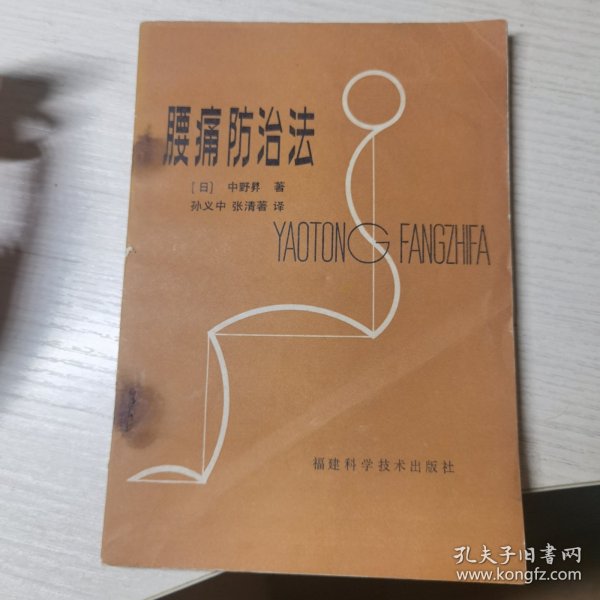 腰痛防治法
[日] 中野昇 著
孙义中 张清著 译
YAOTONG FANGZHIFA
福建科学技术出版社
孔夫子旧书网
www.kongfz.com